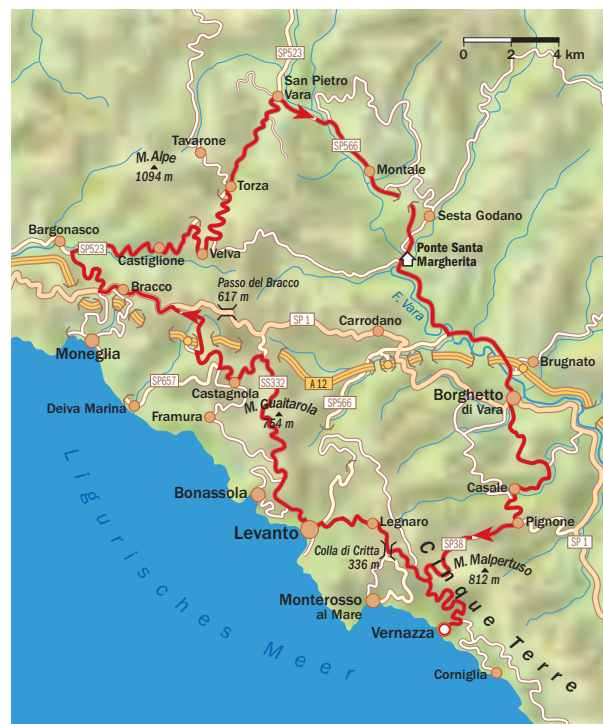 SP523
0 2 4 km
San Pietro
Vara
Tavarone
SP566
M. Alpe
1094 m
Montale
Torza
Sesta Godano
Bargonasco
SP523
Castiglione
Velva
Ponte Santa
Margherita
Bracco
Passo del Bracco
617 m
F. Vara
SP 1
Carrodano
Moneglia
Brugnato
SP657
SS332
A 12
Castagnola
SP566
Borghetto
di Vara
Deiva Marina
M. Guaitarola
754 m
Framura
Bonassola
Casale
Levanto
Legnaro
Pignone
SP38
SP 1
Colla di Critta
336 m
M. Malpertuso
812 m
Cinque Terre
Monterosso
al Mare
Vernazza
Corniglia
Ligurisches Meer